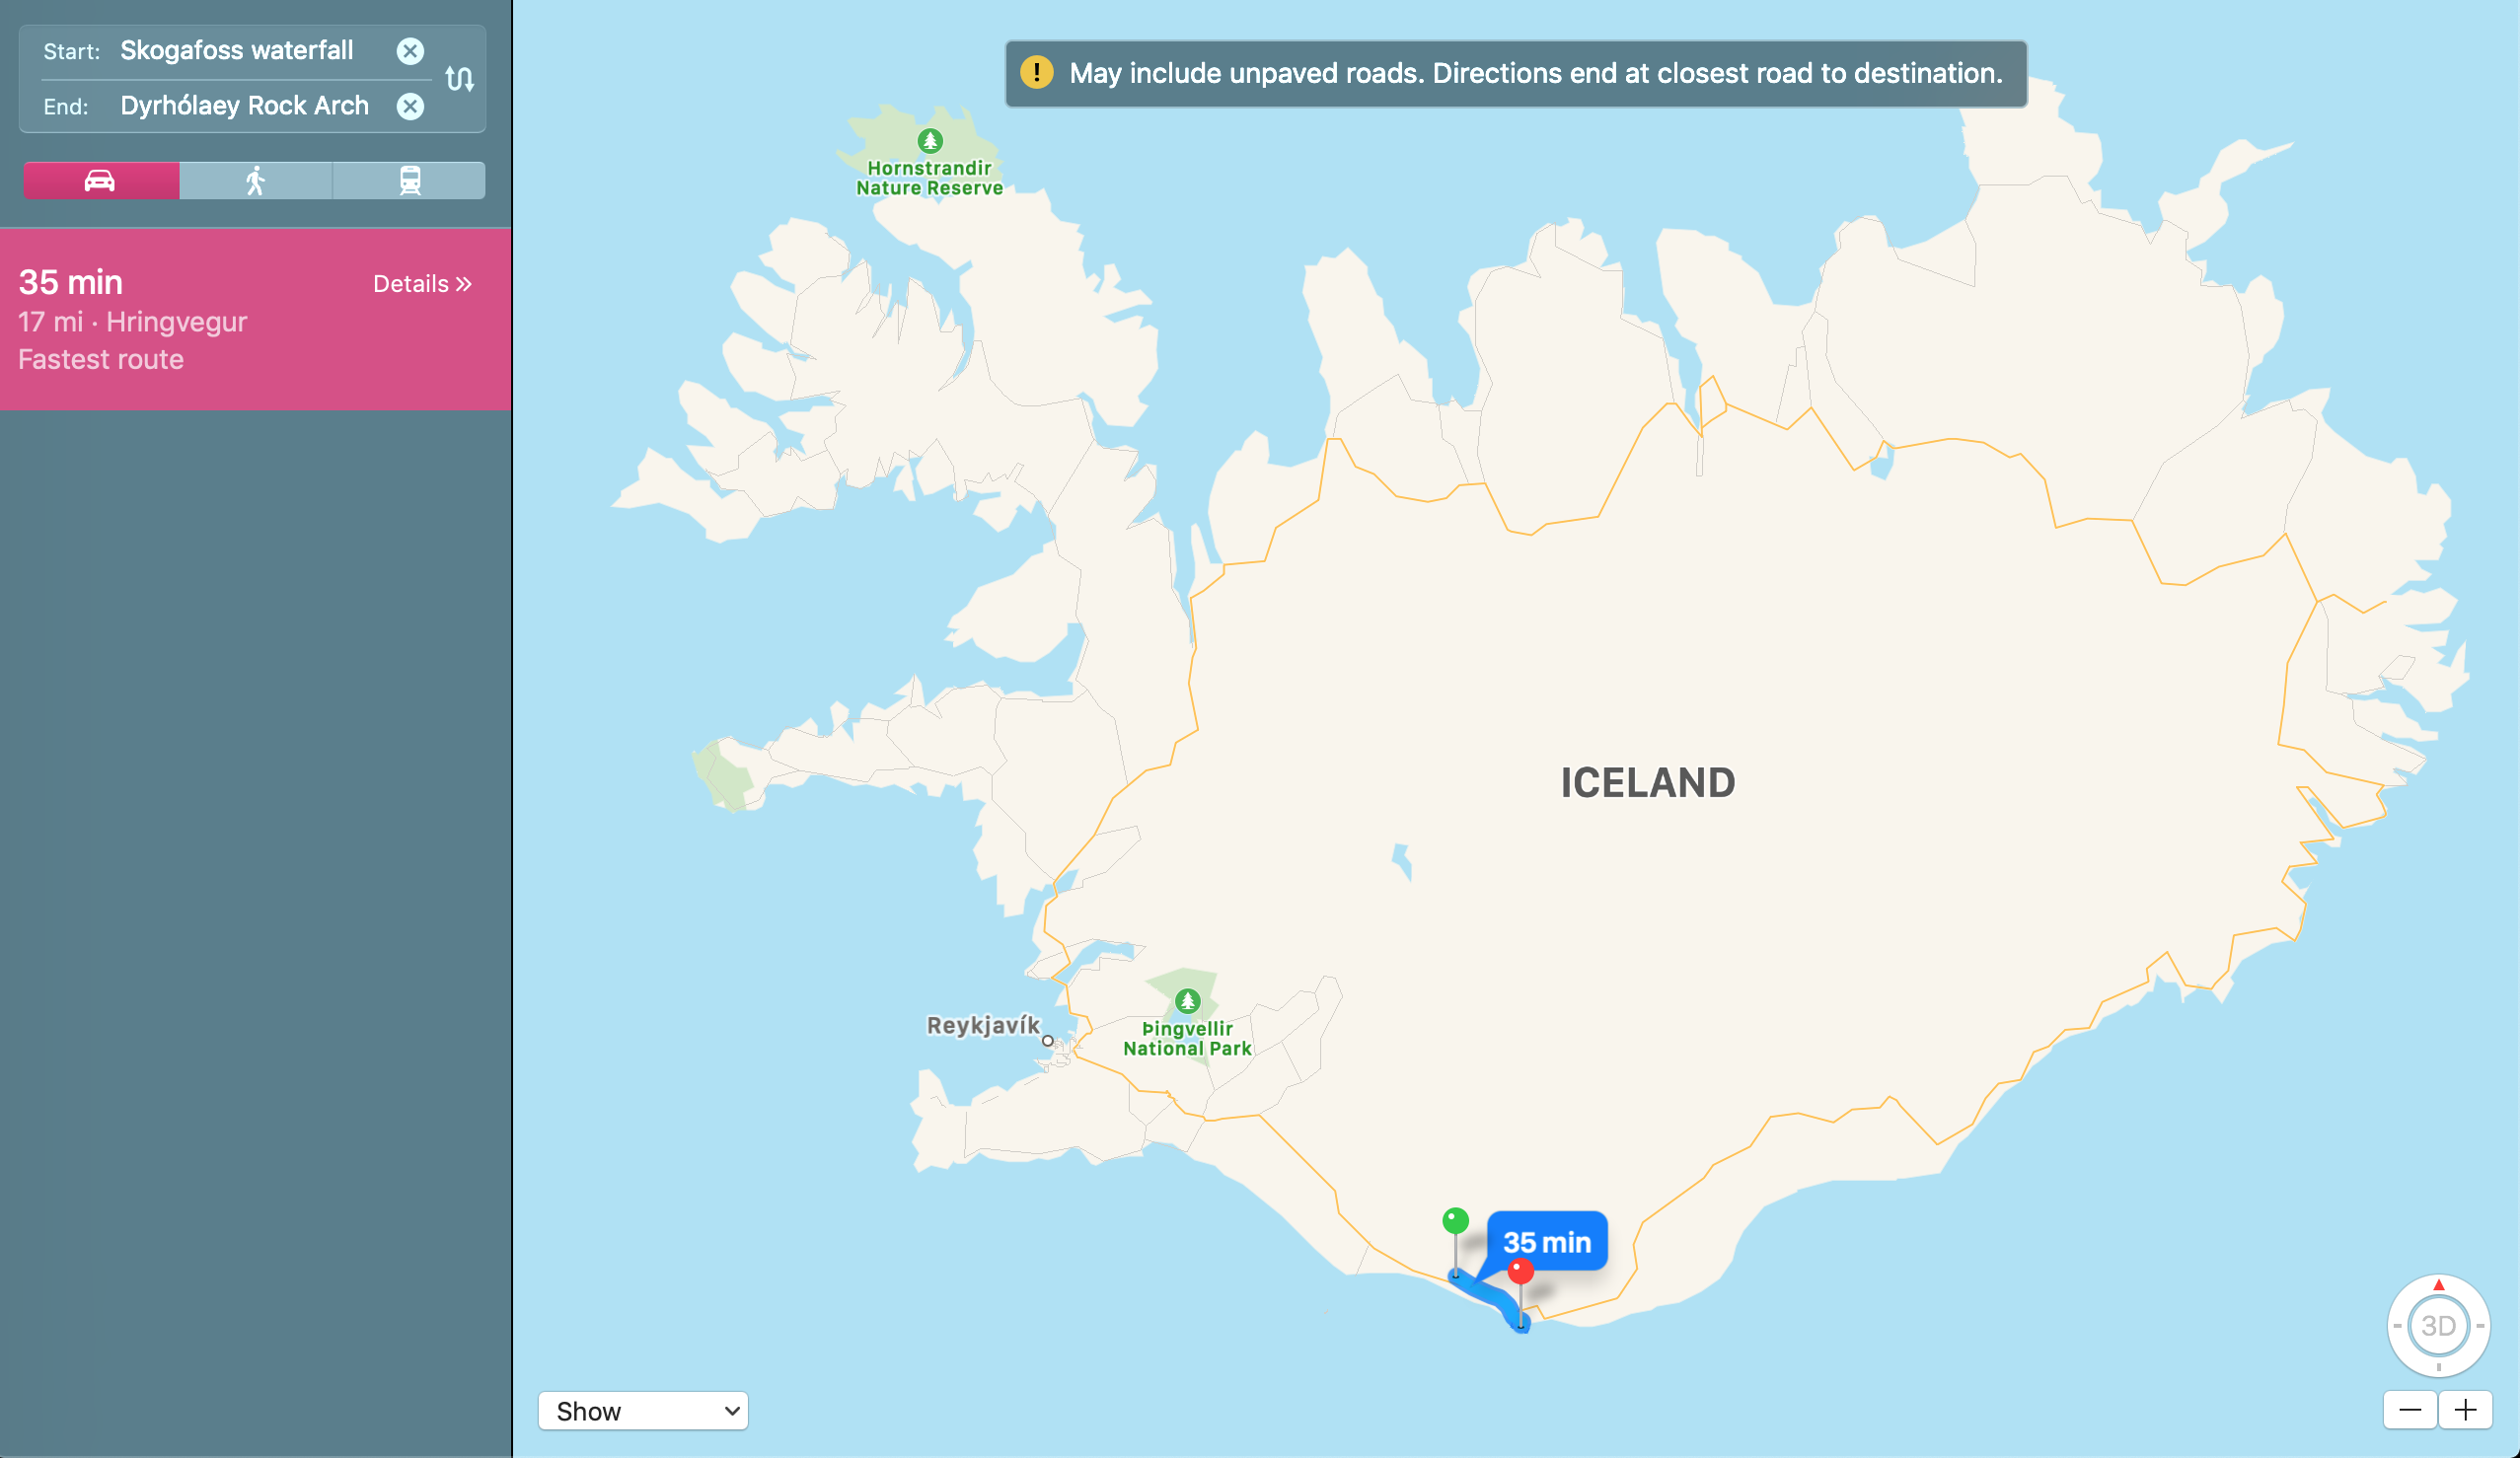 Start: Skogafoss waterfall
End: Dyrhólaey Rock Arch
35 min
Details »
17 mi · Hringvegur
Fastest route
! May include unpaved roads. Directions end at closest road to destination.
Hornstrandir
Nature Reserve
ICELAND
Reykjavík
Þingvellir
National Park
35 min
3D
Show